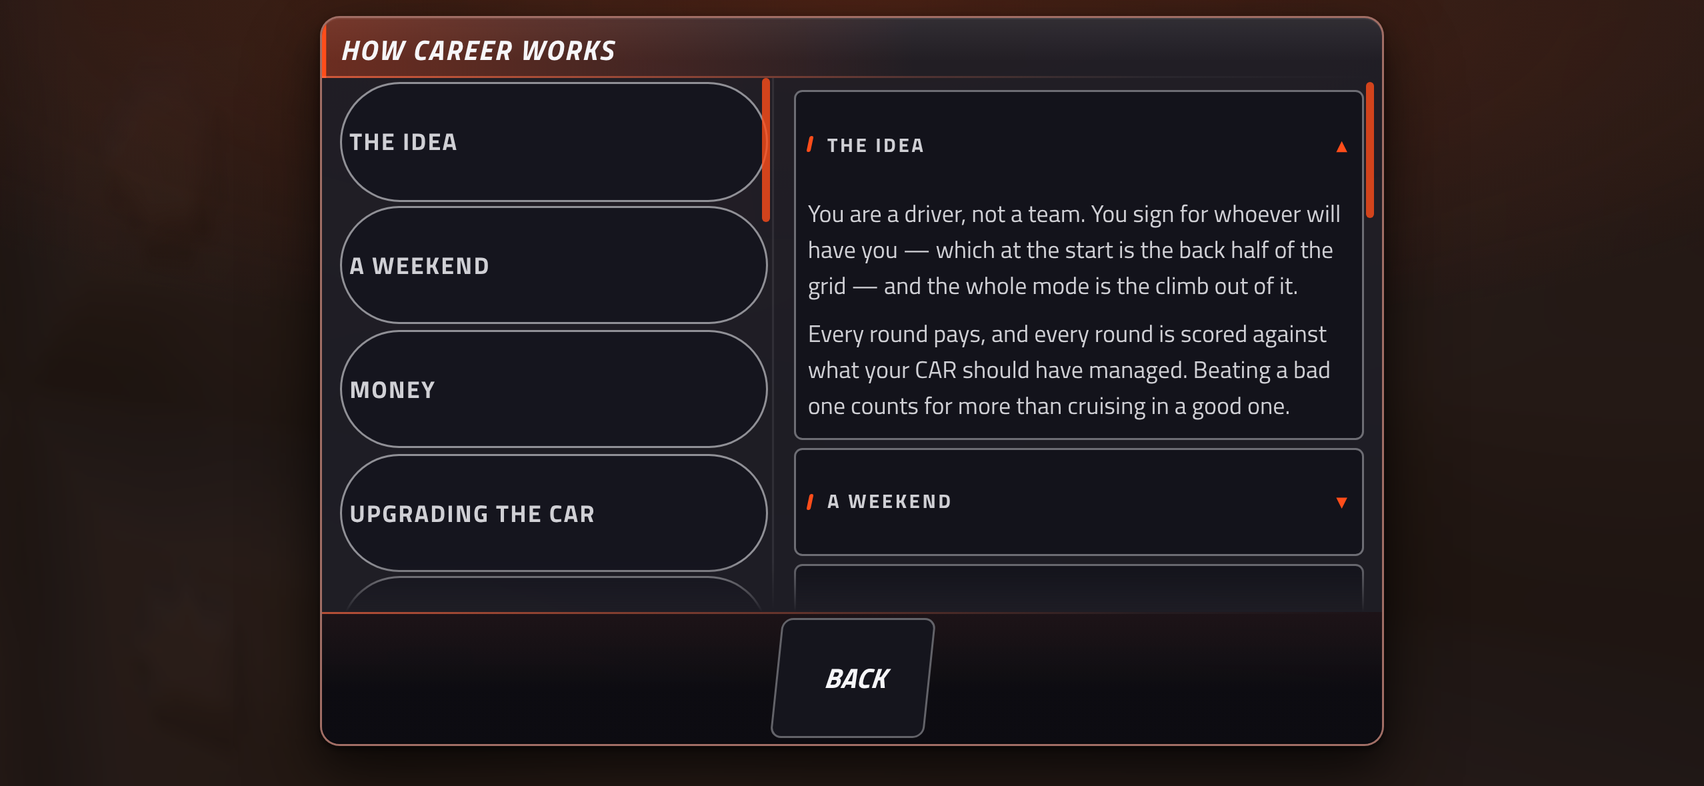 HOW CAREER WORKS
THE IDEA
A WEEKEND
MONEY
UPGRADING THE CAR
THE IDEA ▲
You are a driver, not a team. You sign for whoever will
have you — which at the start is the back half of the
grid — and the whole mode is the climb out of it.
Every round pays, and every round is scored against
what your CAR should have managed. Beating a bad
one counts for more than cruising in a good one.
A WEEKEND ▼
BACK